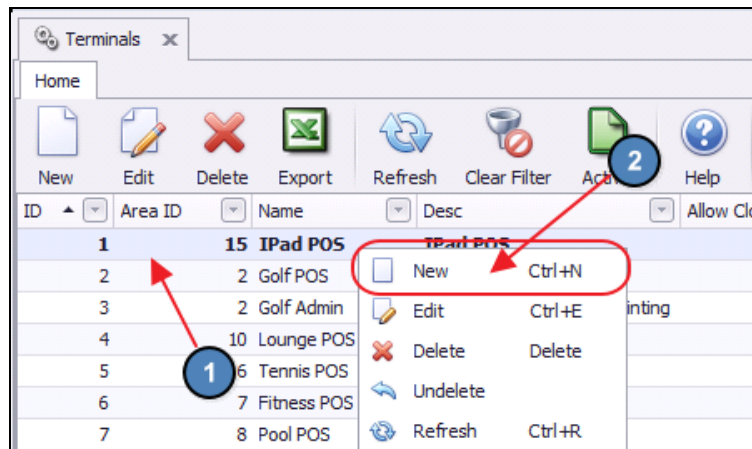 Terminals x
Home
New Edit Delete Export Refresh Clear Filter Help
2
ID Area ID Name Desc Allow
1 15 IPad POS IPad POS
New Ctrl+N
2 2 Golf POS
3 2 Golf Admin
Edit Ctrl+E
4 10 Lounge POS
Delete Delete
5 6 Tennis POS
1
Undelete
6 7 Fitness POS
7 8 Pool POS
Refresh Ctrl+R